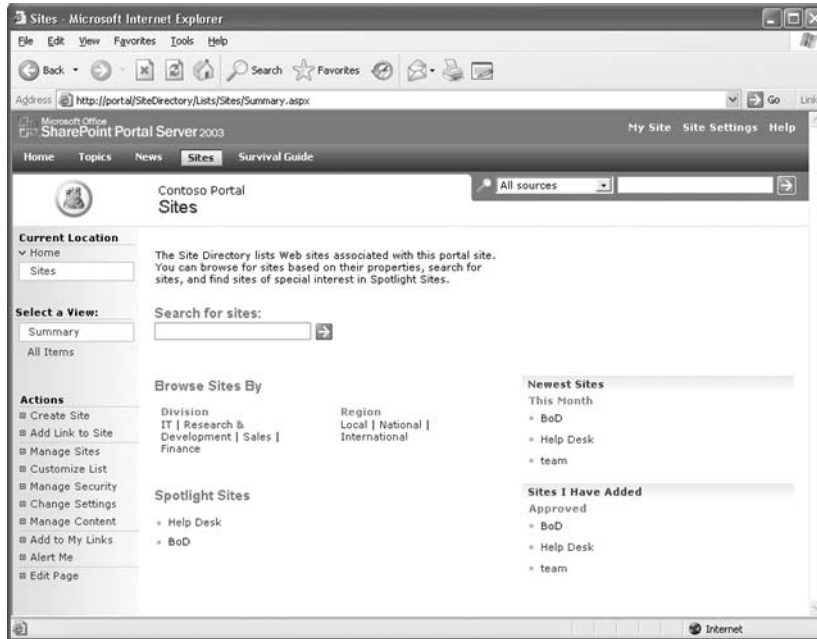 Sites - Microsoft Internet Explorer
File Edit View Favorites Tools Help
Back Search Favorites
Address http://portal/SiteDirectory/Lists/Sites/Summary.aspx Go Link
Microsoft Office
SharePoint Portal Server 2003
My Site Site Settings Help
Home Topics News Sites Survival Guide
All sources
Contoso Portal
Sites
Current Location
Home
Sites
Select a View:
Summary
All Items
Actions
Create Site
Add Link to Site
Manage Sites
Customize List
Manage Security
Change Settings
Manage Content
Add to My Links
Alert Me
Edit Page
The Site Directory lists Web sites associated with this portal site.
You can browse for sites based on their properties, search for
sites, and find sites of special interest in Spotlight Sites.
Search for sites:
Browse Sites By
Division
IT | Research &
Development | Sales |
Finance
Region
Local | National |
International
Spotlight Sites
Help Desk
BoD
Newest Sites
This Month
BoD
Help Desk
team
Sites I Have Added
Approved
BoD
Help Desk
team
Internet